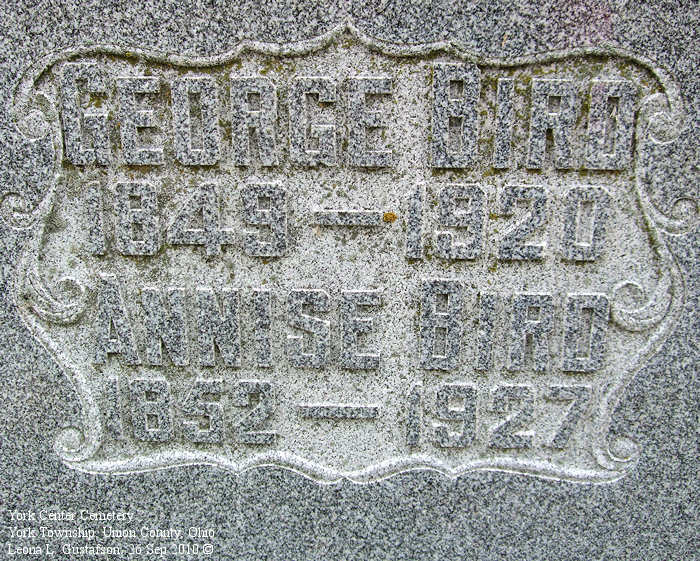 GEORGE BIRD
1849 — 1920
ANNISE BIRD
1852 — 1927
York Center Cemetery
York Township, Union County, Ohio
Leona L. Gustafson, 26 Sep 2010 ©